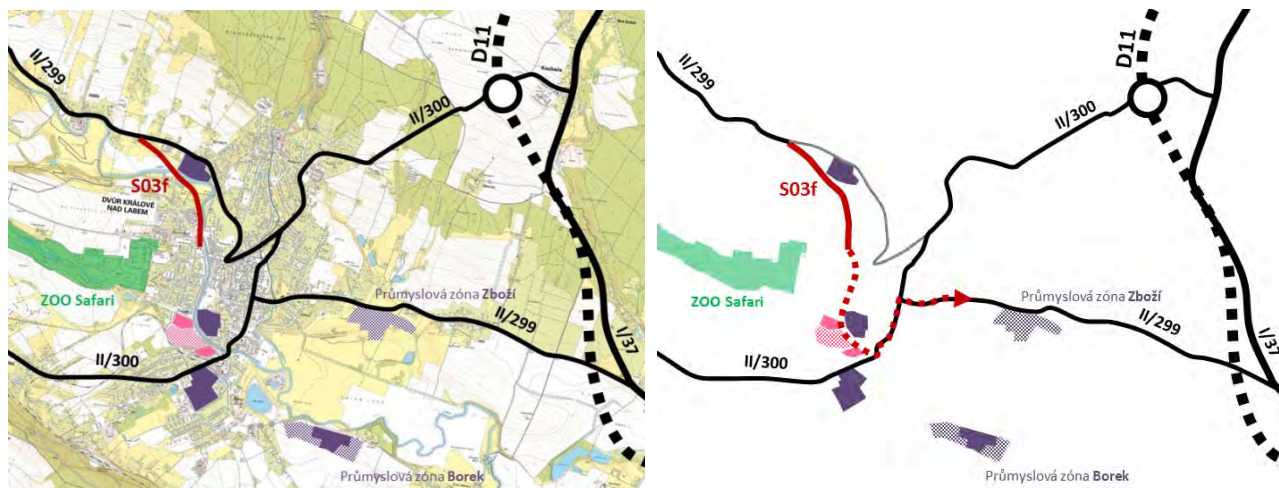 D11
II/299
II/300
S03f
DVŮR KRÁLOVÉ
NAD LABEM
ZOO Safari
Průmyslová zóna Zboží
II/299
I/37
II/300
Průmyslová zóna Borek
D11
II/299
II/300
S03f
ZOO Safari
Průmyslová zóna Zboží
II/299
I/37
II/300
Průmyslová zóna Borek